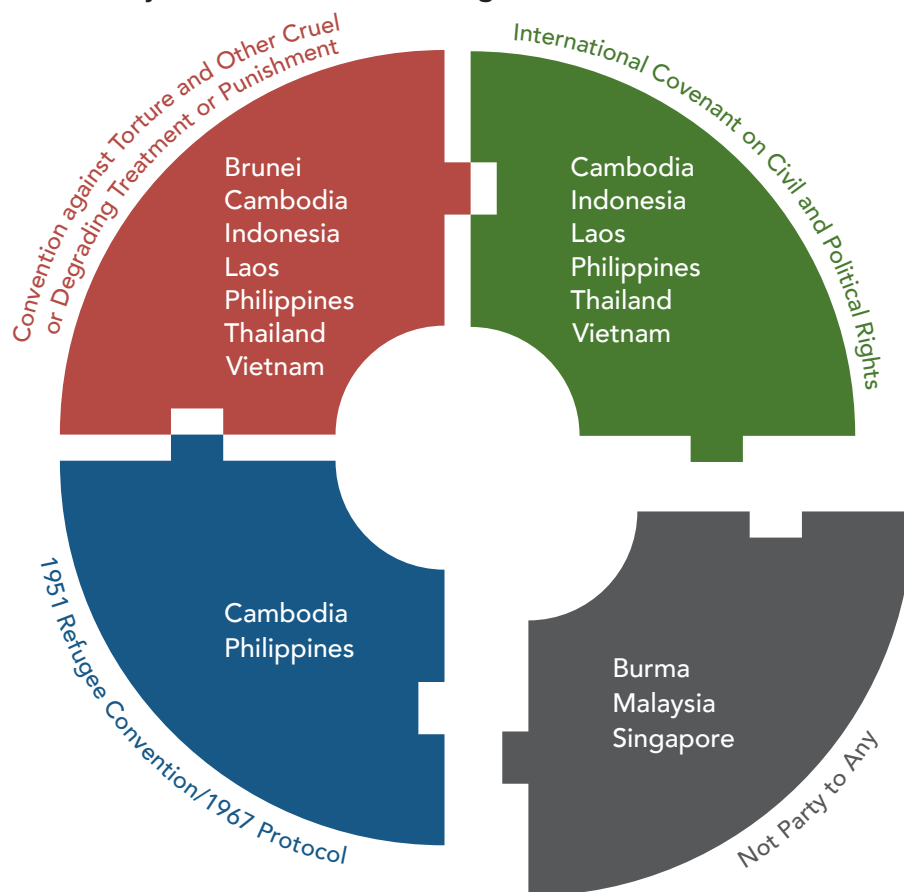 Convention against Torture and Other Cruel
or Degrading Treatment or Punishment
Brunei
Cambodia
Indonesia
Laos
Philippines
Thailand
Vietnam
International Covenant on Civil and Political Rights
Cambodia
Indonesia
Laos
Philippines
Thailand
Vietnam
1951 Refugee Convention/1967 Protocol
Cambodia
Philippines
Burma
Malaysia
Singapore
Not Party to Any